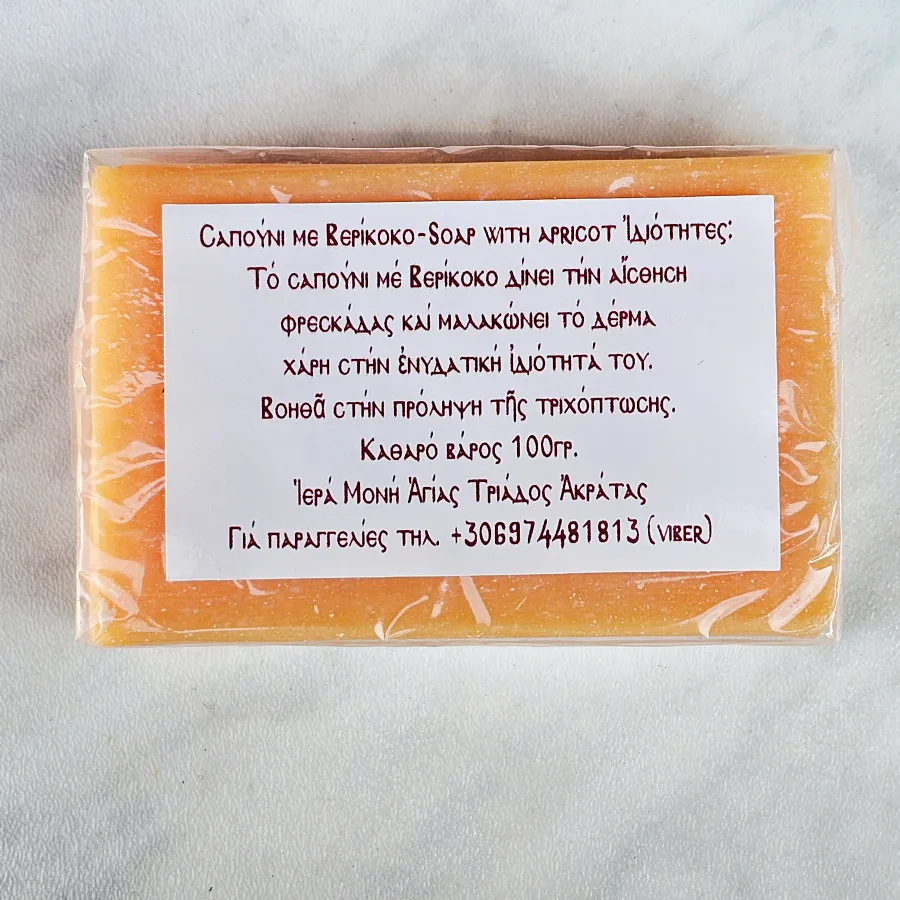 Σαπούνι με Βερίκοκο-Soap with apricot Ἰδιότητες:
Τό σαπούνι μέ Βερίκοκο δίνει τήν αἴσθηση
φρεσκάδας καί μαλακώνει τό δέρμα
χάρη στήν ἐνυδατική ἰδιότητά του.
Βοηθᾶ στήν πρόληψη τῆς τριχόπτωσης.
Καθαρό βάρος 100γρ.
Ἱερά Μονή Ἁγίας Τριάδος Ἀκράτας
Γιά παραγγελίες τηλ. +306974481813 (viber)